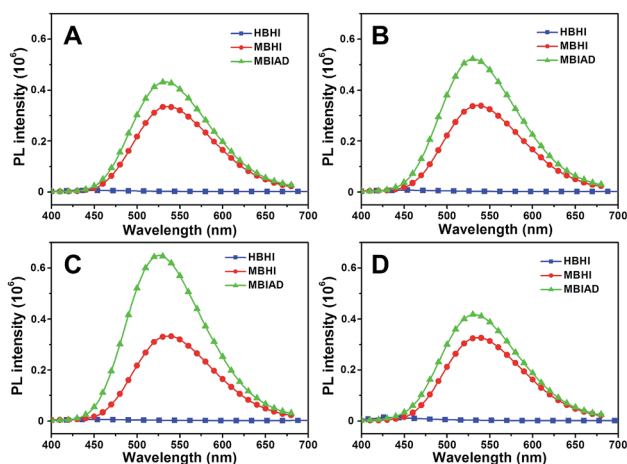 A
HBHI
MBHI
MBIAD
PL intensity (10⁶)
0.6
0.4
0.2
0
400 450 500 550 600 650 700
Wavelength (nm)
B
HBHI
MBHI
MBIAD
PL intensity (10⁶)
0.6
0.4
0.2
0
400 450 500 550 600 650 700
Wavelength (nm)
C
HBHI
MBHI
MBIAD
PL intensity (10⁶)
0.6
0.4
0.2
0
400 450 500 550 600 650 700
Wavelength (nm)
D
HBHI
MBHI
MBIAD
PL intensity (10⁶)
0.6
0.4
0.2
0
400 450 500 550 600 650 700
Wavelength (nm)